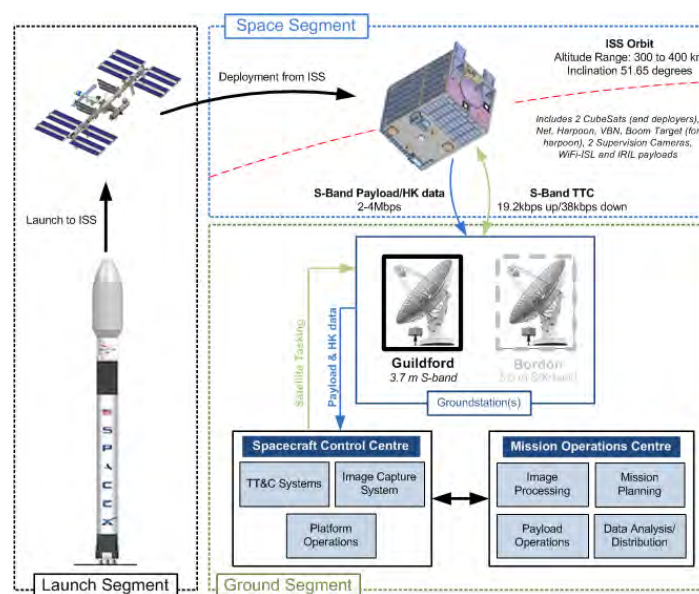 Space Segment
ISS Orbit
Altitude Range: 300 to 400 km
Inclination 51.65 degrees
Deployment from ISS
Includes 2 CubeSats (and deployers),
Net, Harpoon, VBN, Boom Target (for
harpoon), 2 Supervision Cameras,
WiFi-ISL and IRIL payloads
S-Band Payload/HK data
2-4Mbps
S-Band TTC
19.2kbps up/38kbps down
Launch to ISS
Satellite Tasking
Payload & HK data
Guildford
3.7 m S-band
Bordon
Groundstation(s)
SPACEX
Spacecraft Control Centre
TT&C Systems
Image Capture
System
Platform
Operations
Mission Operations Centre
Image
Processing
Mission
Planning
Payload
Operations
Data Analysis/
Distribution
Launch Segment
Ground Segment